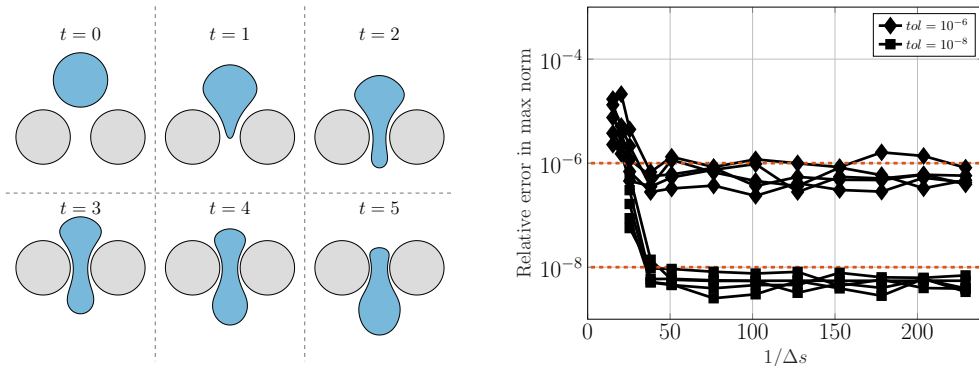 t = 0
t = 1
t = 2
t = 3
t = 4
t = 5
Relative error in max norm
10⁻⁴
10⁻⁶
10⁻⁸
0
50
100
150
200
1/Δs
tol = 10⁻⁶
tol = 10⁻⁸